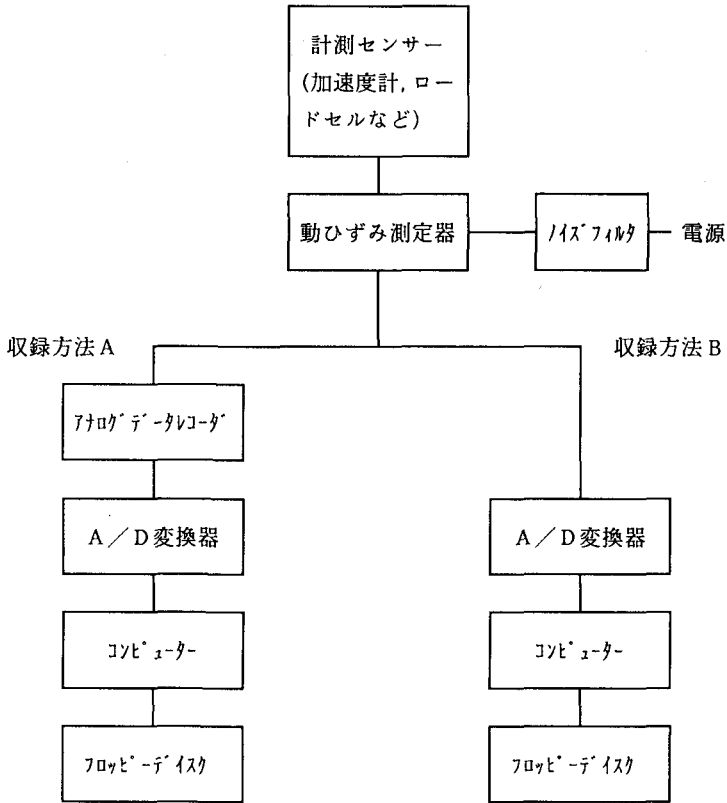 計測センサー
(加速度計, ロー
ドセルなど)
動ひずみ測定器
ﾉｲｽﾞﾌｨﾙﾀ
電源
収録方法A
収録方法B
ｱﾅﾛｸﾞﾃﾞｰﾀﾚｺｰﾀﾞ
A/D変換器
A/D変換器
ｺﾝﾋﾟｭｰﾀｰ
ｺﾝﾋﾟｭｰﾀｰ
ﾌﾛｯﾋﾟｰﾃﾞｲｽｸ
ﾌﾛｯﾋﾟｰﾃﾞｲｽｸ